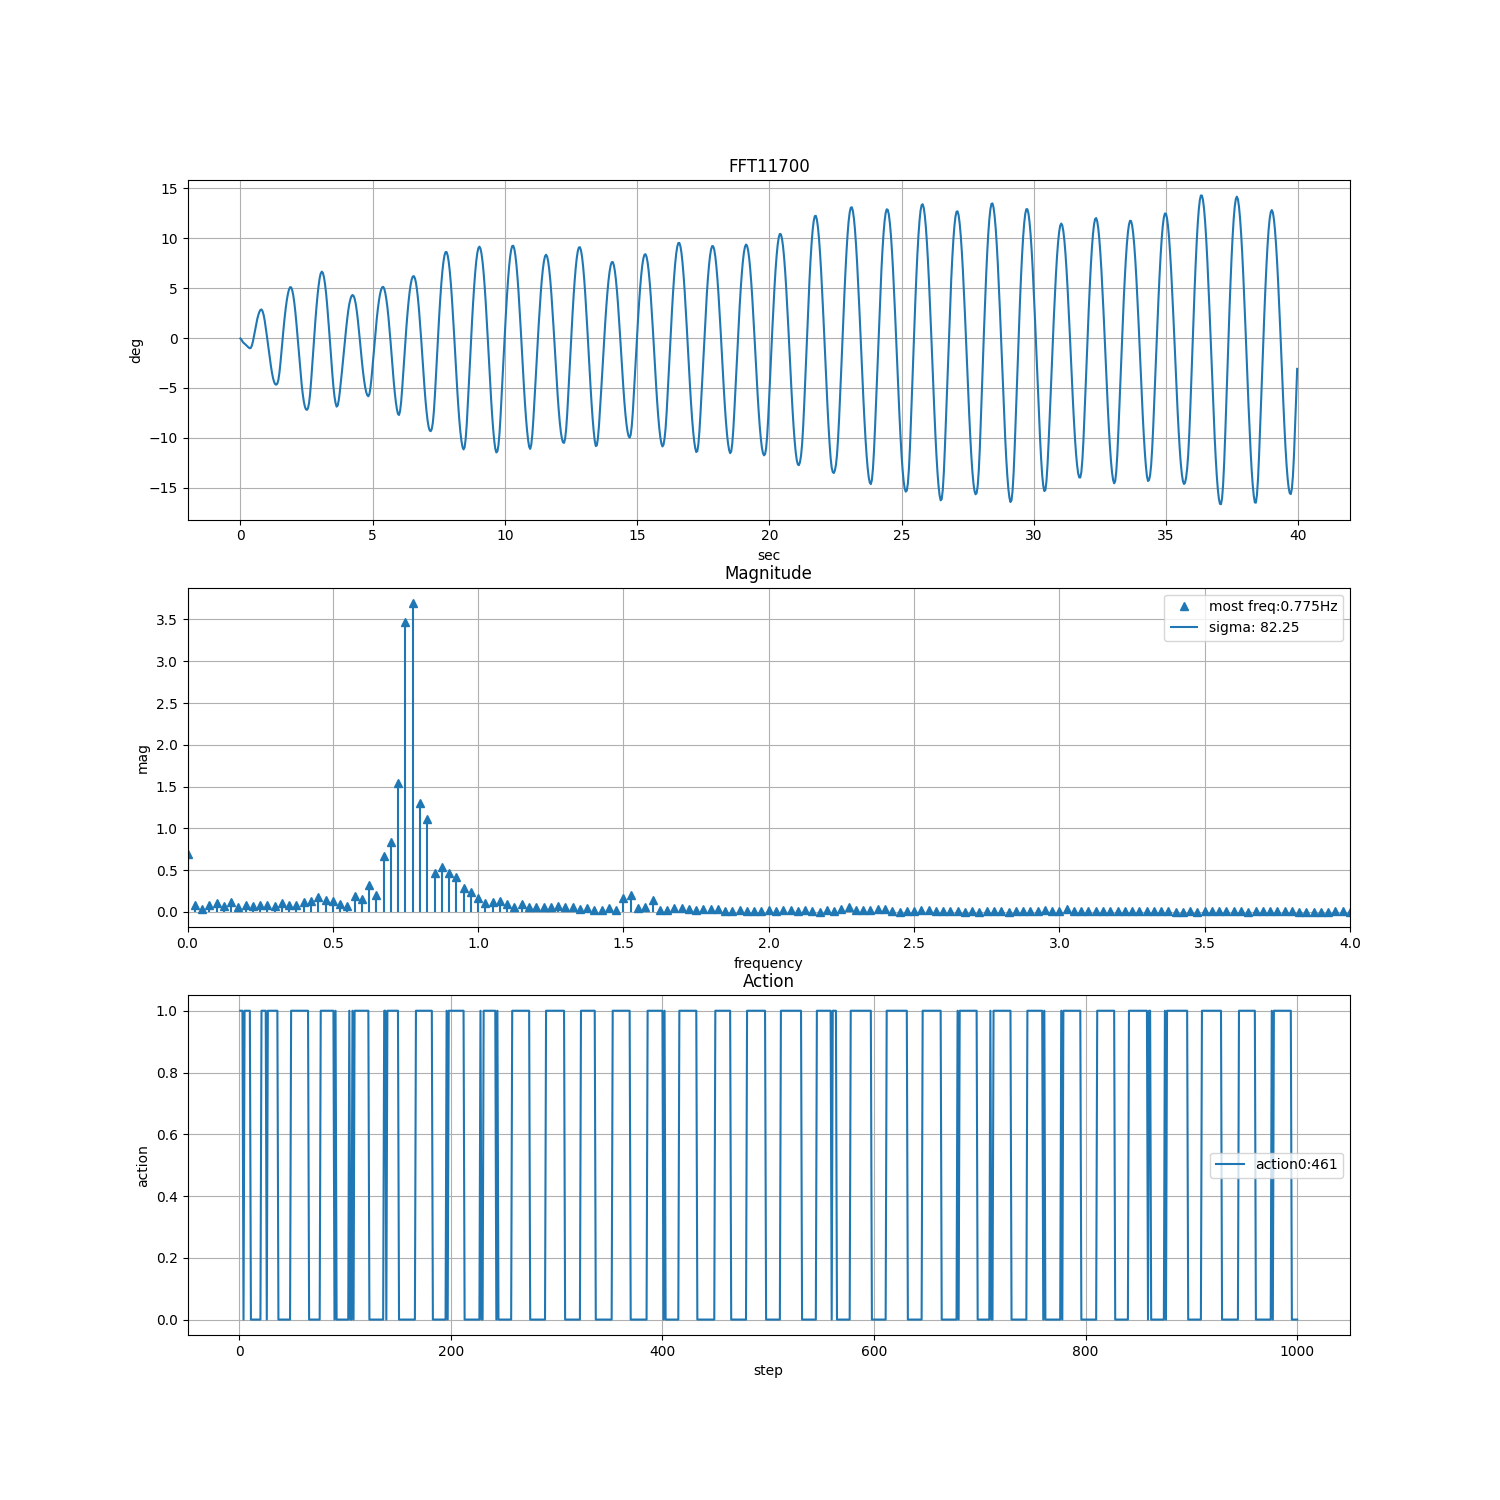 FFT11700
15
10
5
0
−5
−10
−15
deg
0 5 10 15 20 25 30 35 40
sec
Magnitude
most freq:0.775Hz
sigma: 82.25
3.5
3.0
2.5
2.0
1.5
1.0
0.5
0.0
mag
0.0 0.5 1.0 1.5 2.0 2.5 3.0 3.5 4.0
frequency
Action
1.0
0.8
0.6
0.4
0.2
0.0
action
action0:461
0 200 400 600 800 1000
step